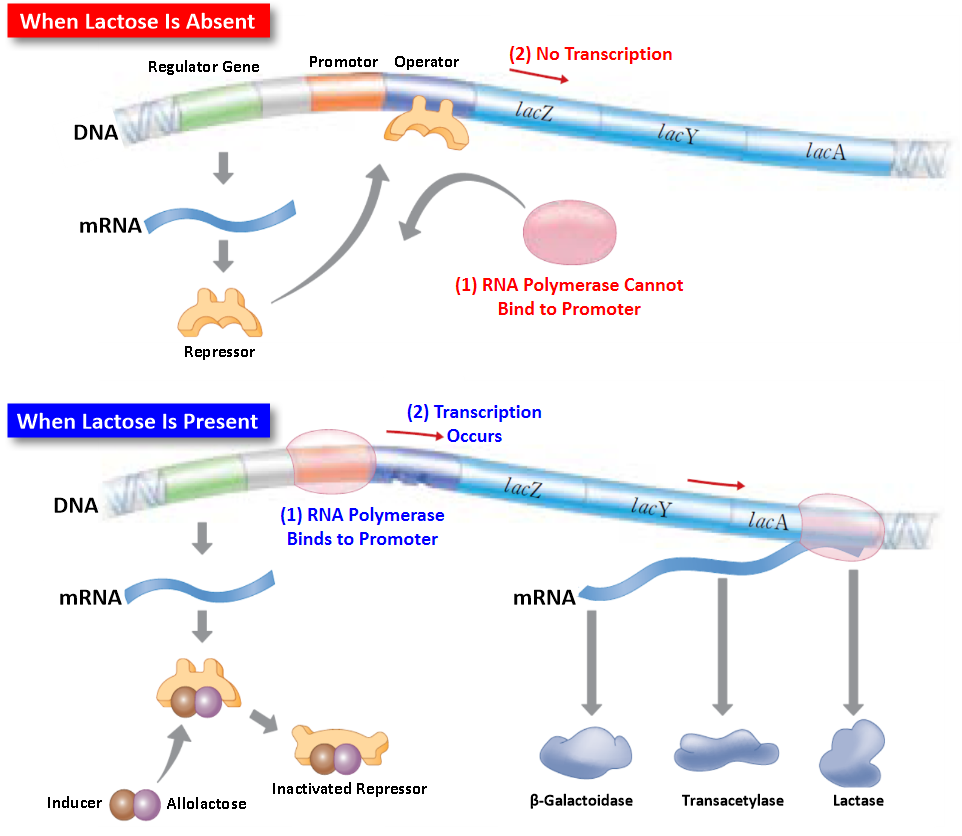 When Lactose Is Absent
Regulator Gene
Promotor
Operator
(2) No Transcription
DNA
lacZ
lacY
lacA
mRNA
(1) RNA Polymerase Cannot
Bind to Promoter
Repressor
When Lactose Is Present
(2) Transcription
Occurs
DNA
lacZ
lacY
lacA
(1) RNA Polymerase
Binds to Promoter
mRNA
mRNA
Inactivated Repressor
Inducer
Allolactose
β-Galactoidase
Transacetylase
Lactase